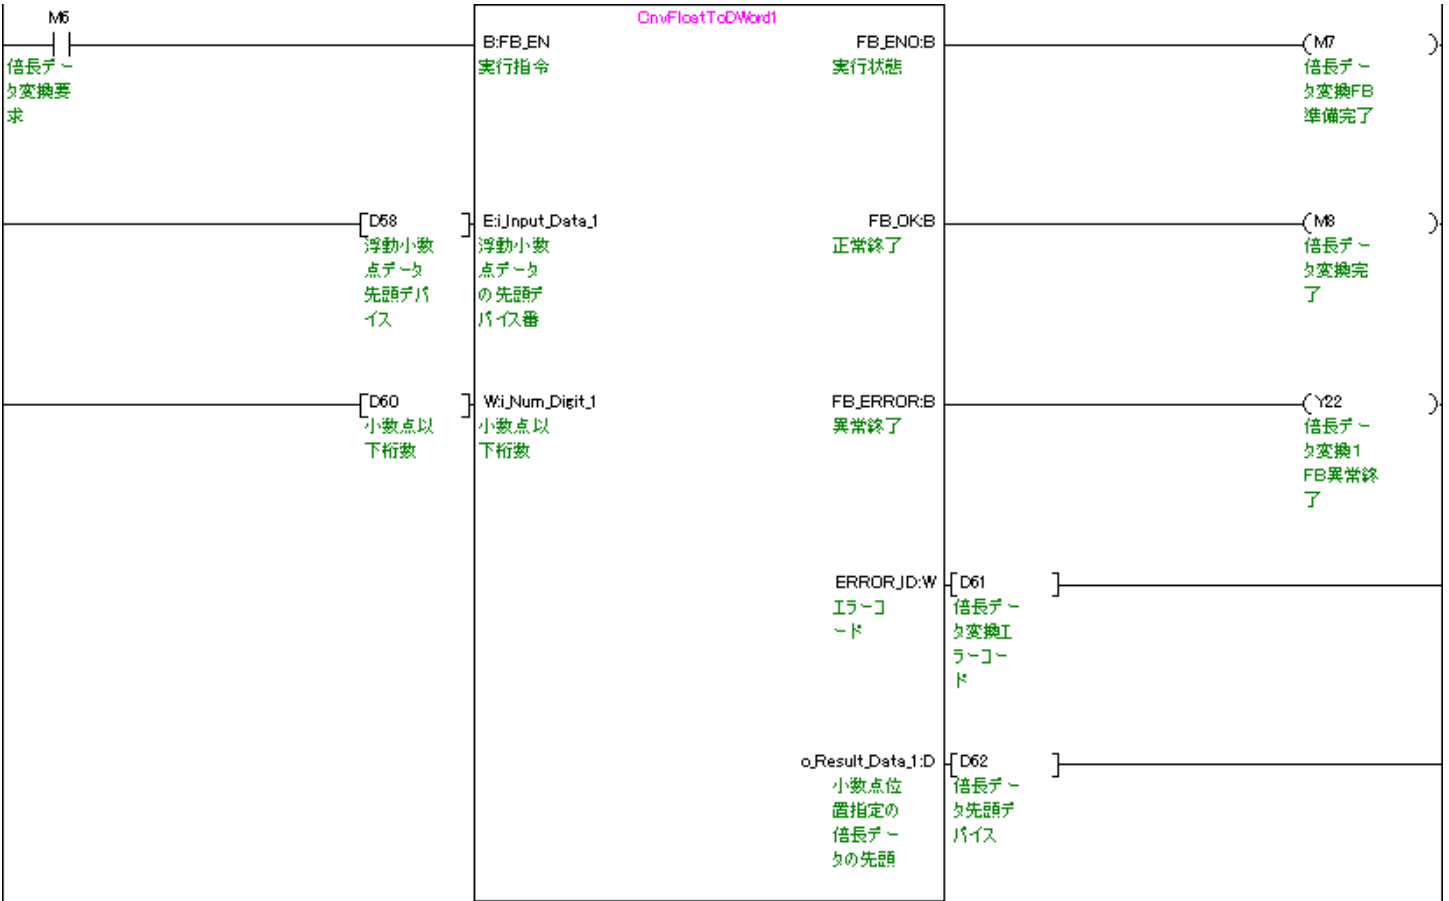 CnvFloatToDWord1
M6
倍長デー
タ変換要
求
B:FB_EN
実行指令
FB_ENO:B
実行状態
M7
倍長デー
タ変換FB
準備完了
D58
浮動小数
点データ
先頭デバ
イス
E:i_Input_Data_1
浮動小数
点データ
の先頭デ
バイス番
FB_OK:B
正常終了
M8
倍長デー
タ変換完
了
D60
小数点以
下桁数
W:i_Num_Digit_1
小数点以
下桁数
FB_ERROR:B
異常終了
Y22
倍長デー
タ変換1
FB異常終
了
ERROR_ID:W
エラーコ
ード
D61
倍長デー
タ変換エ
ラーコー
ド
o_Result_Data_1:D
小数点位
置指定の
倍長デー
タの先頭
D62
倍長デー
タ先頭デ
バイス